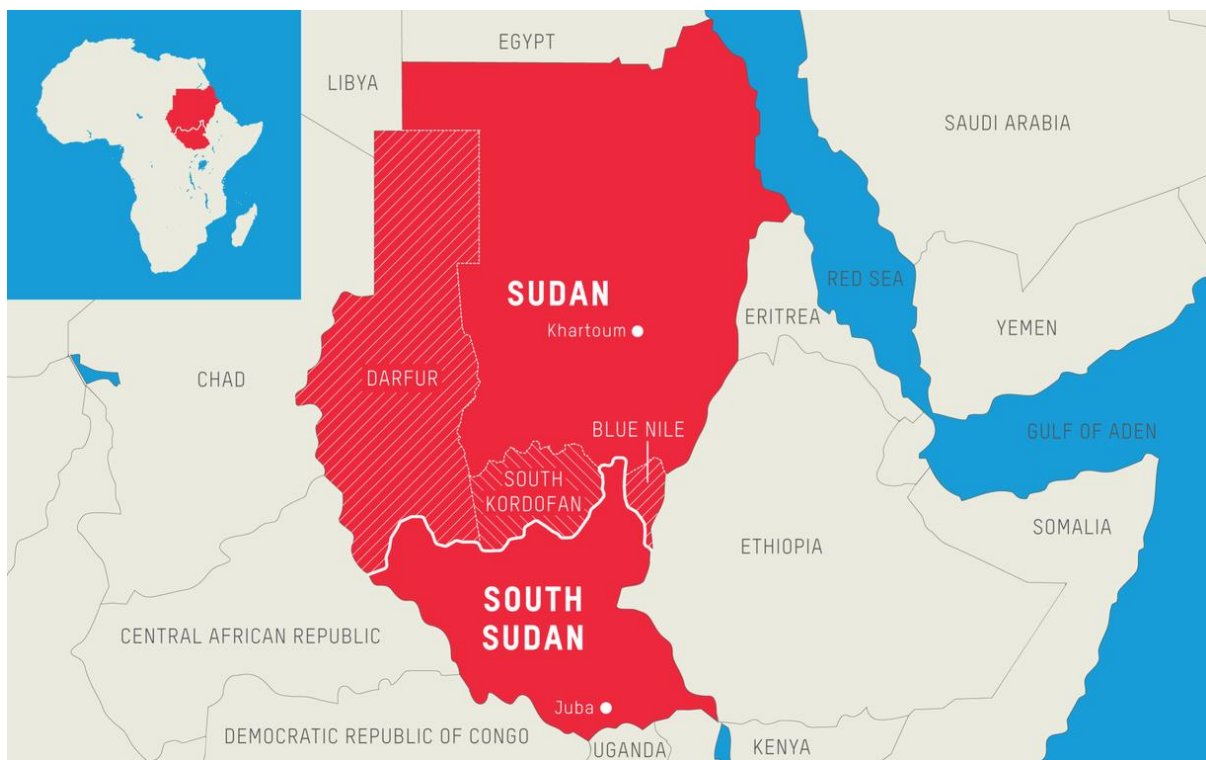 EGYPT
LIBYA
SAUDI ARABIA
RED SEA
SUDAN
Khartoum
ERITREA
YEMEN
CHAD
DARFUR
BLUE NILE
GULF OF ADEN
SOUTH
KORDOFAN
SOMALIA
ETHIOPIA
SOUTH
SUDAN
CENTRAL AFRICAN REPUBLIC
Juba
DEMOCRATIC REPUBLIC OF CONGO
UGANDA
KENYA